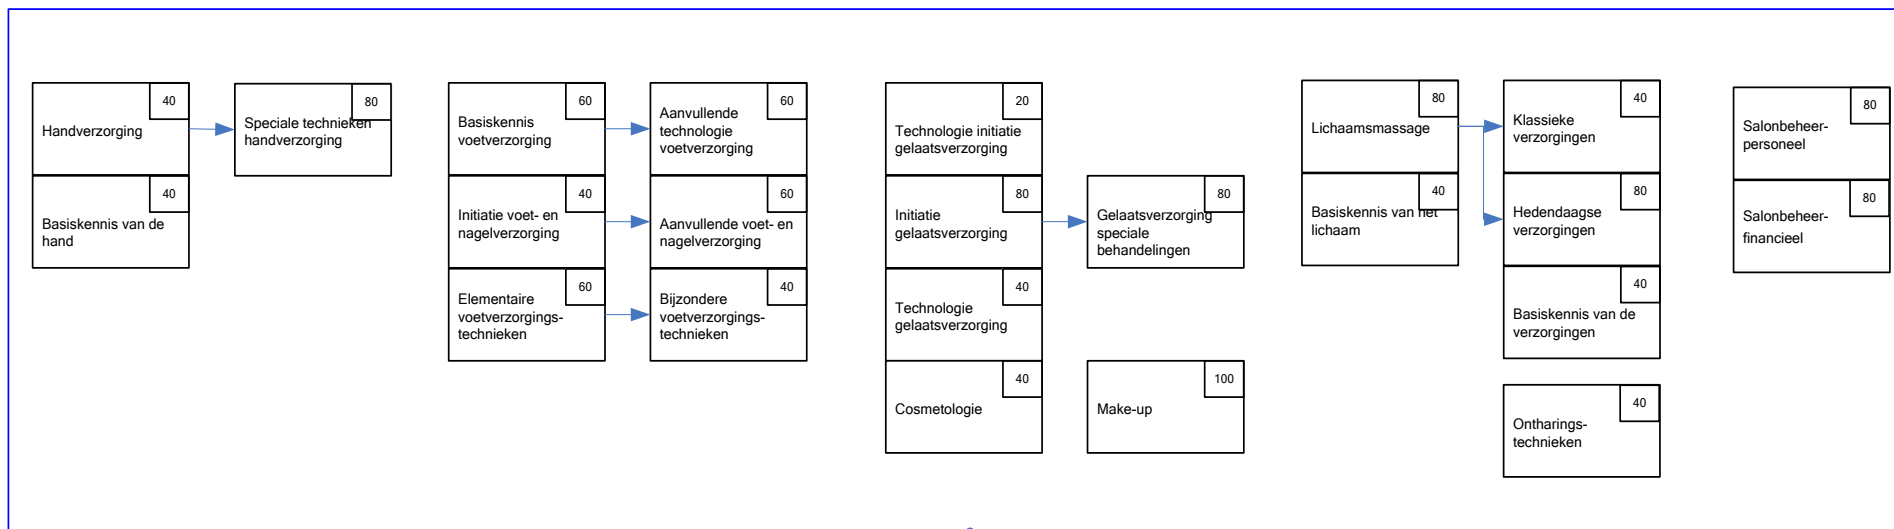 40
Handverzorging
40
Basiskennis van de
hand
80
Speciale technieken
handverzorging
60
Basiskennis
voetverzorging
40
Initiatie voet- en
nagelverzorging
60
Elementaire
voetverzorgings-
technieken
60
Aanvullende
technologie
voetverzorging
60
Aanvullende voet- en
nagelverzorging
40
Bijzondere
voetverzorgings-
technieken
20
Technologie initiatie
gelaatsverzorging
80
Initiatie
gelaatsverzorging
40
Technologie
gelaatsverzorging
40
Cosmetologie
80
Gelaatsverzorging
speciale
behandelingen
100
Make-up
80
Lichaamsmassage
40
Basiskennis van het
lichaam
40
Klassieke
verzorgingen
80
Hedendaagse
verzorgingen
40
Basiskennis van de
verzorgingen
40
Ontharings-
technieken
80
Salonbeheer-
personeel
80
Salonbeheer-
financieel